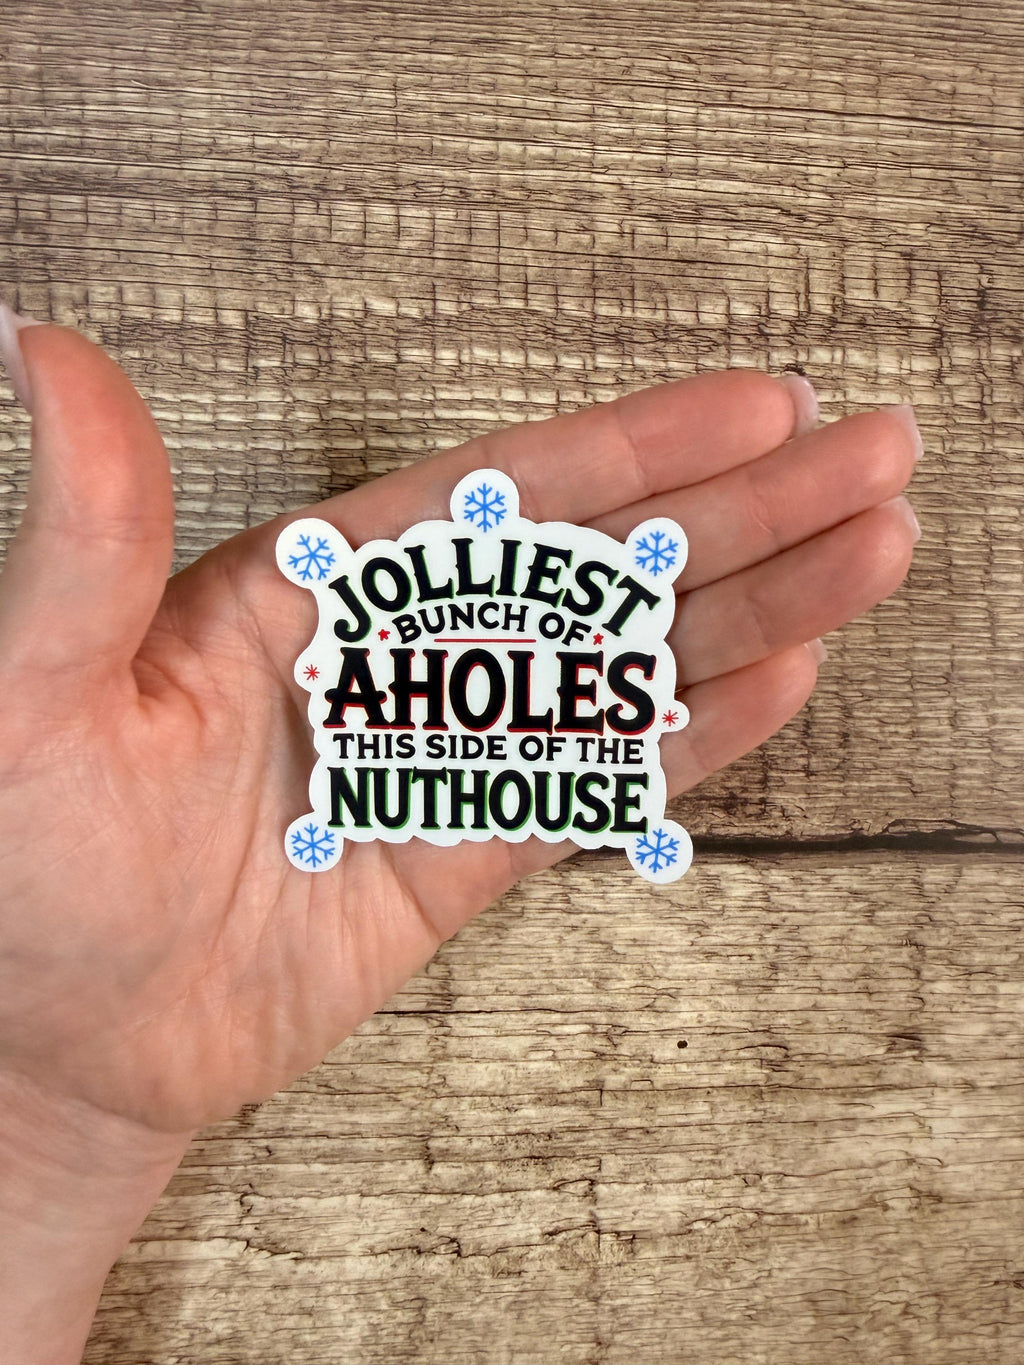 JOLLIEST
BUNCH OF
AHOLES
THIS SIDE OF THE
NUTHOUSE